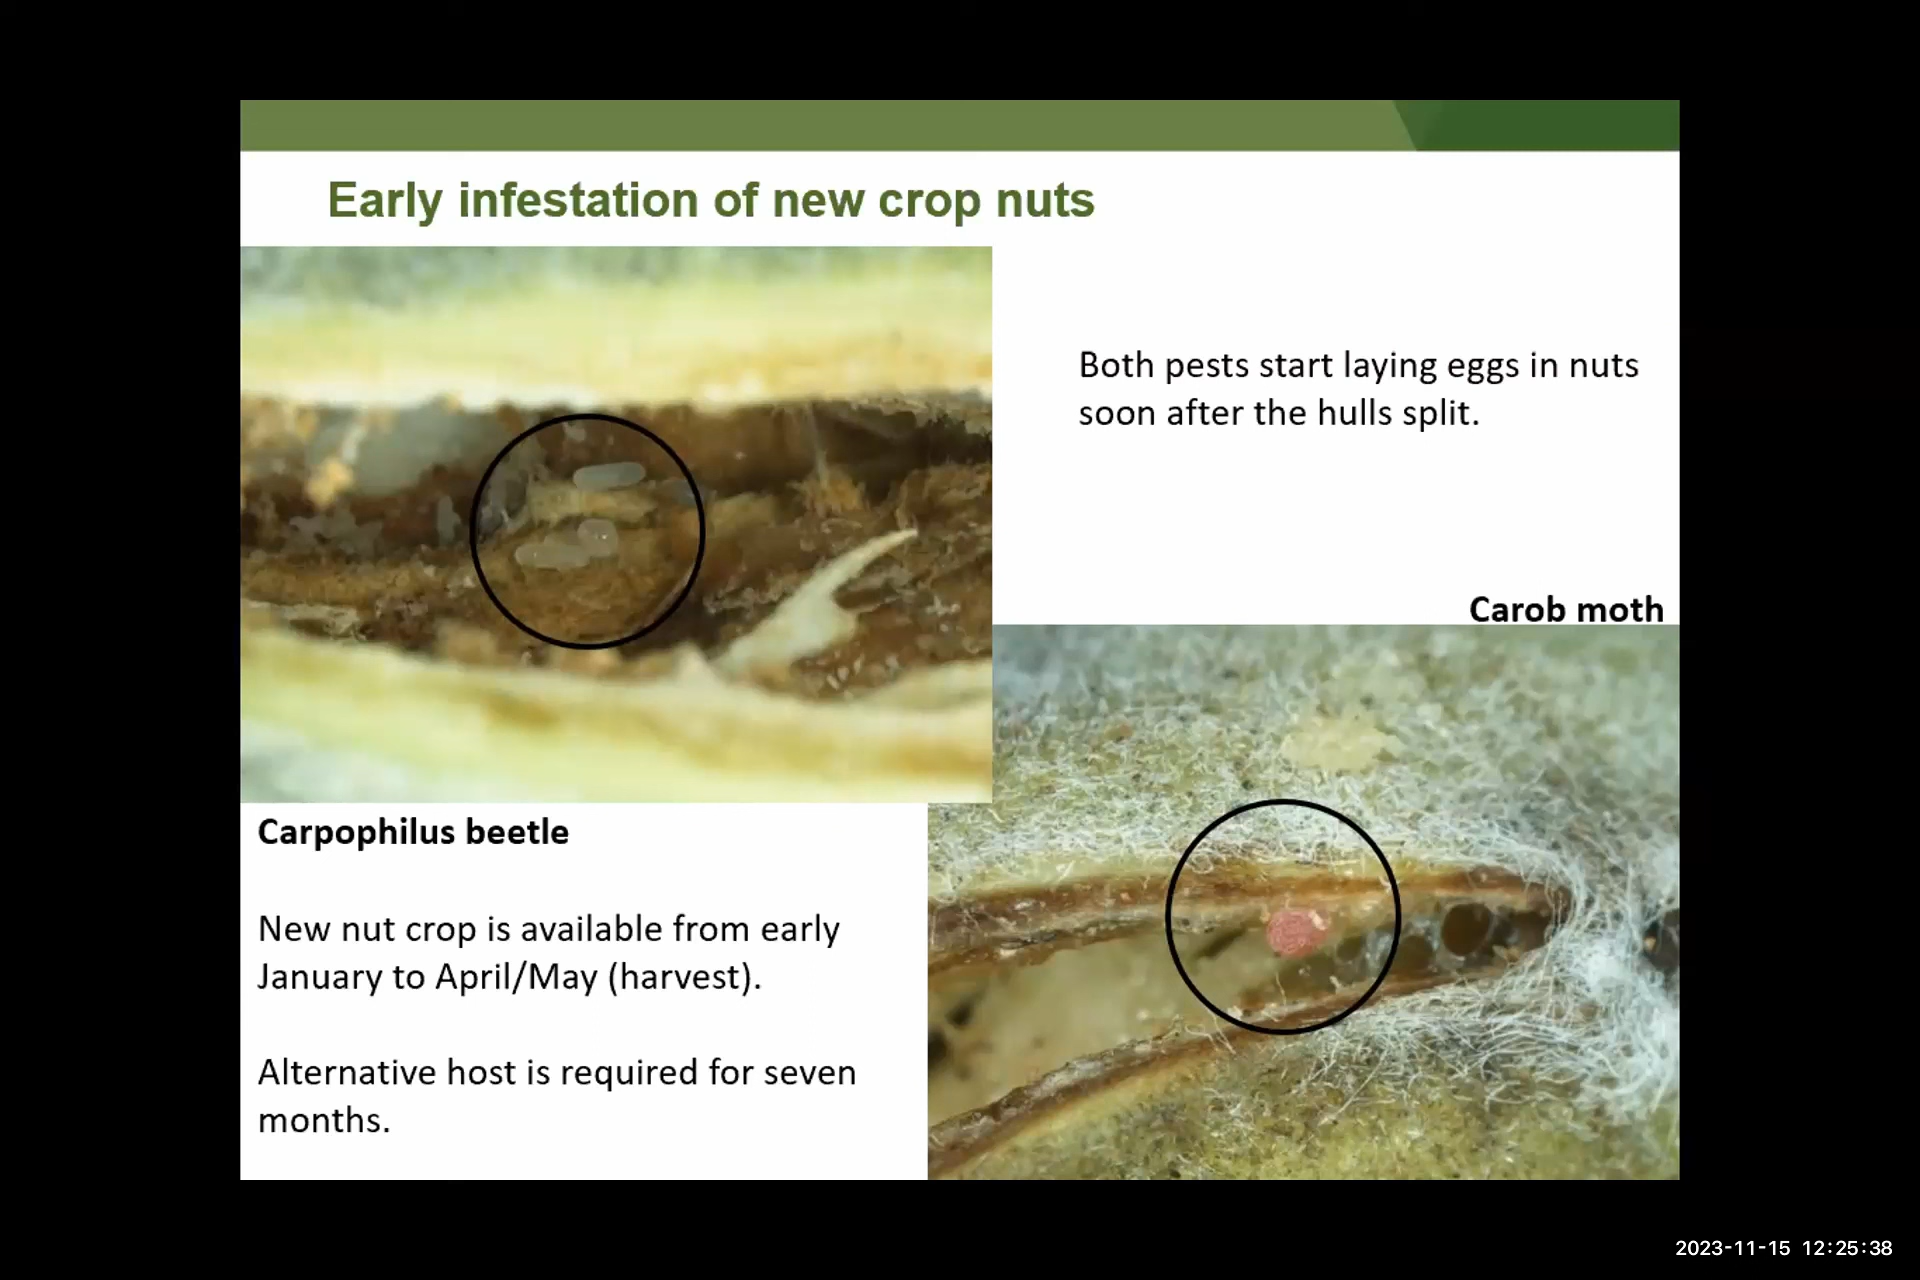 Early infestation of new crop nuts
Both pests start laying eggs in nuts
soon after the hulls split.
Carob moth
Carpophilus beetle
New nut crop is available from early
January to April/May (harvest).
Alternative host is required for seven
months.
2023-11-15 12:25:38